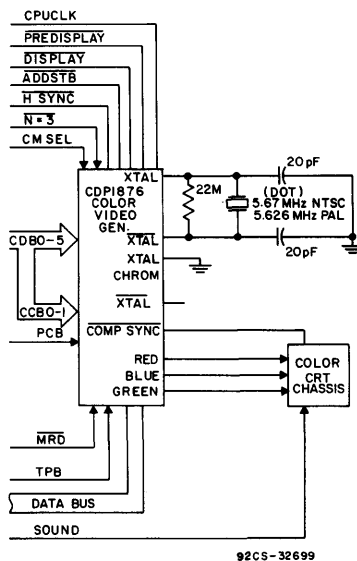 CPUCLK
PREDISPLAY
DISPLAY
ADDSTB
H SYNC
N=3
CM SEL
XTAL
CDP1876
COLOR
VIDEO
GEN.
XTAL
XTAL
CHROM
XTAL
COMP SYNC
RED
BLUE
GREEN
22M
20pF
(DOT)
5.67 MHz NTSC
5.626 MHz PAL
20pF
CDB0-5
CCB0-1
PCB
COLOR
CRT
CHASSIS
MRD
TPB
DATA BUS
SOUND
92CS-32699